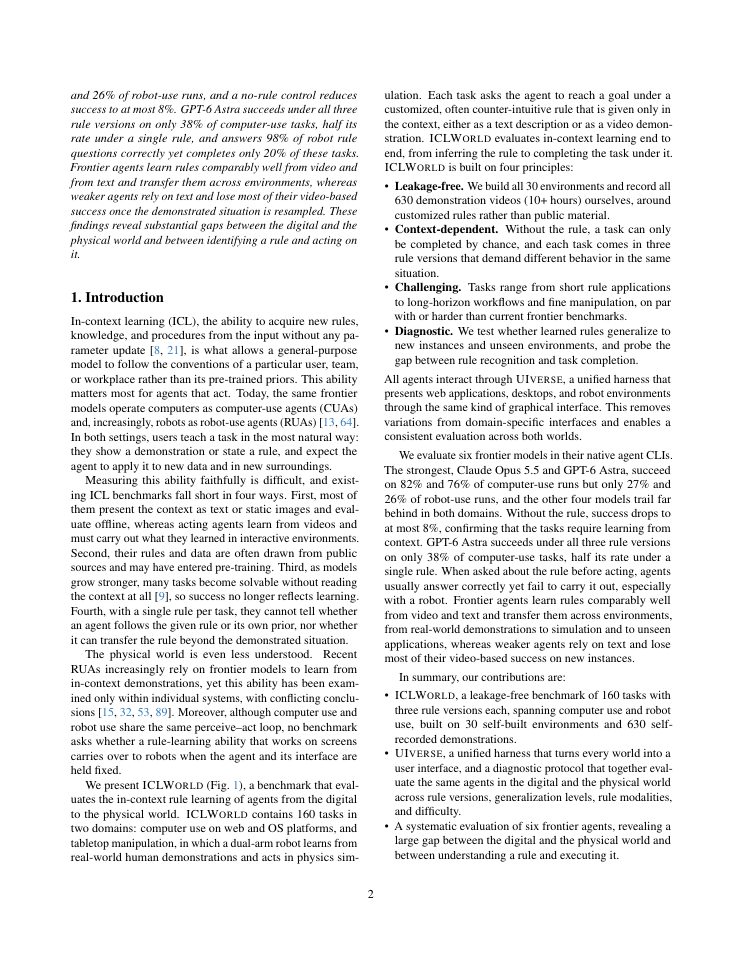 and 26% of robot-use runs, and a no-rule control reduces
success to at most 8%. GPT-6 Astra succeeds under all three
rule versions on only 38% of computer-use tasks, half its
rate under a single rule, and answers 98% of robot rule
questions correctly yet completes only 20% of these tasks.
Frontier agents learn rules comparably well from video and
from text and transfer them across environments, whereas
weaker agents rely on text and lose most of their video-based
success once the demonstrated situation is resampled. These
findings reveal substantial gaps between the digital and the
physical world and between identifying a rule and acting on
it.
1. Introduction
In-context learning (ICL), the ability to acquire new rules,
knowledge, and procedures from the input without any pa-
rameter update [8, 21], is what allows a general-purpose
model to follow the conventions of a particular user, team,
or workplace rather than its pre-trained priors. This ability
matters most for agents that act. Today, the same frontier
models operate computers as computer-use agents (CUAs)
and, increasingly, robots as robot-use agents (RUAs) [13, 64].
In both settings, users teach a task in the most natural way:
they show a demonstration or state a rule, and expect the
agent to apply it to new data and in new surroundings.
Measuring this ability faithfully is difficult, and exist-
ing ICL benchmarks fall short in four ways. First, most of
them present the context as text or static images and eval-
uate offline, whereas acting agents learn from videos and
must carry out what they learned in interactive environments.
Second, their rules and data are often drawn from public
sources and may have entered pre-training. Third, as models
grow stronger, many tasks become solvable without reading
the context at all [9], so success no longer reflects learning.
Fourth, with a single rule per task, they cannot tell whether
an agent follows the given rule or its own prior, nor whether
it can transfer the rule beyond the demonstrated situation.
The physical world is even less understood. Recent
RUAs increasingly rely on frontier models to learn from
in-context demonstrations, yet this ability has been exam-
ined only within individual systems, with conflicting conclu-
sions [15, 32, 53, 89]. Moreover, although computer use and
robot use share the same perceive–act loop, no benchmark
asks whether a rule-learning ability that works on screens
carries over to robots when the agent and its interface are
held fixed.
We present ICLWORLD (Fig. 1), a benchmark that eval-
uates the in-context rule learning of agents from the digital
to the physical world. ICLWORLD contains 160 tasks in
two domains: computer use on web and OS platforms, and
tabletop manipulation, in which a dual-arm robot learns from
real-world human demonstrations and acts in physics sim-
ulation. Each task asks the agent to reach a goal under a
customized, often counter-intuitive rule that is given only in
the context, either as a text description or as a video demon-
stration. ICLWORLD evaluates in-context learning end to
end, from inferring the rule to completing the task under it.
ICLWORLD is built on four principles:
• Leakage-free. We build all 30 environments and record all
630 demonstration videos (10+ hours) ourselves, around
customized rules rather than public material.
• Context-dependent. Without the rule, a task can only
be completed by chance, and each task comes in three
rule versions that demand different behavior in the same
situation.
• Challenging. Tasks range from short rule applications
to long-horizon workflows and fine manipulation, on par
with or harder than current frontier benchmarks.
• Diagnostic. We test whether learned rules generalize to
new instances and unseen environments, and probe the
gap between rule recognition and task completion.
All agents interact through UIVERSE, a unified harness that
presents web applications, desktops, and robot environments
through the same kind of graphical interface. This removes
variations from domain-specific interfaces and enables a
consistent evaluation across both worlds.
We evaluate six frontier models in their native agent CLIs.
The strongest, Claude Opus 5.5 and GPT-6 Astra, succeed
on 82% and 76% of computer-use runs but only 27% and
26% of robot-use runs, and the other four models trail far
behind in both domains. Without the rule, success drops to
at most 8%, confirming that the tasks require learning from
context. GPT-6 Astra succeeds under all three rule versions
on only 38% of computer-use tasks, half its rate under a
single rule. When asked about the rule before acting, agents
usually answer correctly yet fail to carry it out, especially
with a robot. Frontier agents learn rules comparably well
from video and text and transfer them across environments,
from real-world demonstrations to simulation and to unseen
applications, whereas weaker agents rely on text and lose
most of their video-based success on new instances.
In summary, our contributions are:
• ICLWORLD, a leakage-free benchmark of 160 tasks with
three rule versions each, spanning computer use and robot
use, built on 30 self-built environments and 630 self-
recorded demonstrations.
• UIVERSE, a unified harness that turns every world into a
user interface, and a diagnostic protocol that together eval-
uate the same agents in the digital and the physical world
across rule versions, generalization levels, rule modalities,
and difficulty.
• A systematic evaluation of six frontier agents, revealing a
large gap between the digital and the physical world and
between understanding a rule and executing it.
2